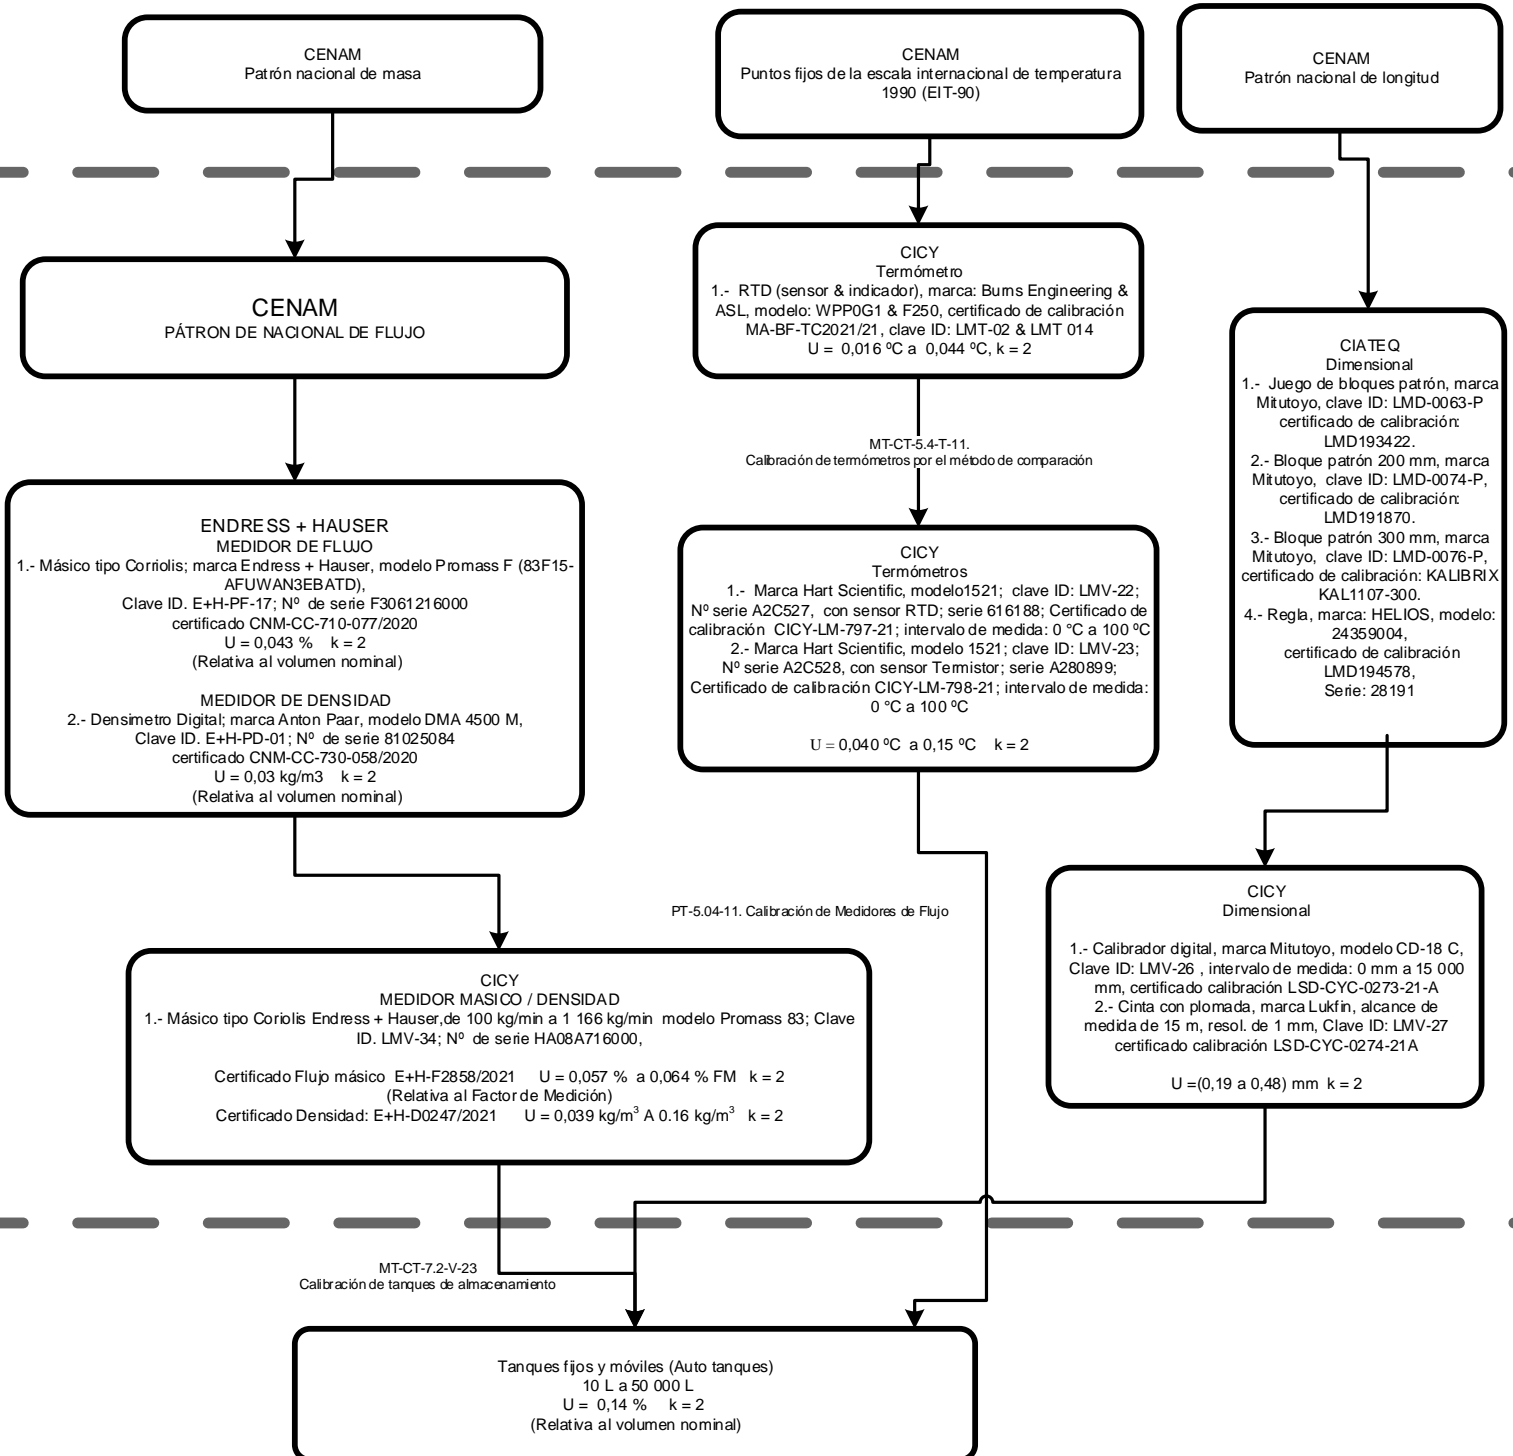 CENAM
Patrón nacional de masa
CENAM
Puntos fijos de la escala internacional de temperatura
1990 (EIT-90)
CENAM
Patrón nacional de longitud
CENAM
PÁTRON DE NACIONAL DE FLUJO
CICY
Termómetro
1.- RTD (sensor & indicador), marca: Burns Engineering &
ASL, modelo: WPP0G1 & F250, certificado de calibración
MA-BF-TC2021/21, clave ID: LMT-02 & LMT 014
U = 0,016 ºC a 0,044 ºC, k = 2
MT-CT-5.4-T-11.
Calibración de termómetros por el método de comparación
CIATEQ
Dimensional
1.- Juego de bloques patrón, marca
Mitutoyo, clave ID: LMD-0063-P
certificado de calibración:
LMD193422.
2.- Bloque patrón 200 mm, marca
Mitutoyo, clave ID: LMD-0074-P,
certificado de calibración:
LMD191870.
3.- Bloque patrón 300 mm, marca
Mitutoyo, clave ID: LMD-0076-P,
certificado de calibración: KALIBRIX
KAL1107-300.
4.- Regla, marca: HELIOS, modelo:
24359004,
certificado de calibración
LMD194578,
Serie: 28191
ENDRESS + HAUSER
MEDIDOR DE FLUJO
1.- Másico tipo Corriolis; marca Endress + Hauser, modelo Promass F (83F15-
AFUWAN3EBATD),
Clave ID. E+H-PF-17; Nº de serie F3061216000
certificado CNM-CC-710-077/2020
U = 0,043 % k = 2
(Relativa al volumen nominal)
MEDIDOR DE DENSIDAD
2.- Densimetro Digital; marca Anton Paar, modelo DMA 4500 M,
Clave ID. E+H-PD-01; Nº de serie 81025084
certificado CNM-CC-730-058/2020
U = 0,03 kg/m3 k = 2
(Relativa al volumen nominal)
CICY
Termómetros
1.- Marca Hart Scientific, modelo1521; clave ID: LMV-22;
Nº serie A2C527, con sensor RTD; serie 616188; Certificado de
calibración CICY-LM-797-21; intervalo de medida: 0 °C a 100 ºC
2.- Marca Hart Scientific, modelo 1521; clave ID: LMV-23;
Nº serie A2C528, con sensor Termistor; serie A280899;
Certificado de calibración CICY-LM-798-21; intervalo de medida:
0 °C a 100 ºC
U = 0,040 ºC a 0,15 ºC k = 2
PT-5.04-11. Calibración de Medidores de Flujo
CICY
MEDIDOR MASICO / DENSIDAD
1.- Másico tipo Coriolis Endress + Hauser,de 100 kg/min a 1 166 kg/min modelo Promass 83; Clave
ID. LMV-34; Nº de serie HA08A716000,
Certificado Flujo másico E+H-F2858/2021 U = 0,057 % a 0,064 % FM k = 2
(Relativa al Factor de Medición)
Certificado Densidad: E+H-D0247/2021 U = 0,039 kg/m³ A 0.16 kg/m³ k = 2
CICY
Dimensional
1.- Calibrador digital, marca Mitutoyo, modelo CD-18 C,
Clave ID: LMV-26 , intervalo de medida: 0 mm a 15 000
mm, certificado calibración LSD-CYC-0273-21-A
2.- Cinta con plomada, marca Lukfin, alcance de
medida de 15 m, resol. de 1 mm, Clave ID: LMV-27
certificado calibración LSD-CYC-0274-21A
U =(0,19 a 0,48) mm k = 2
MT-CT-7.2-V-23
Calibración de tanques de almacenamiento
Tanques fijos y móviles (Auto tanques)
10 L a 50 000 L
U = 0,14 % k = 2
(Relativa al volumen nominal)